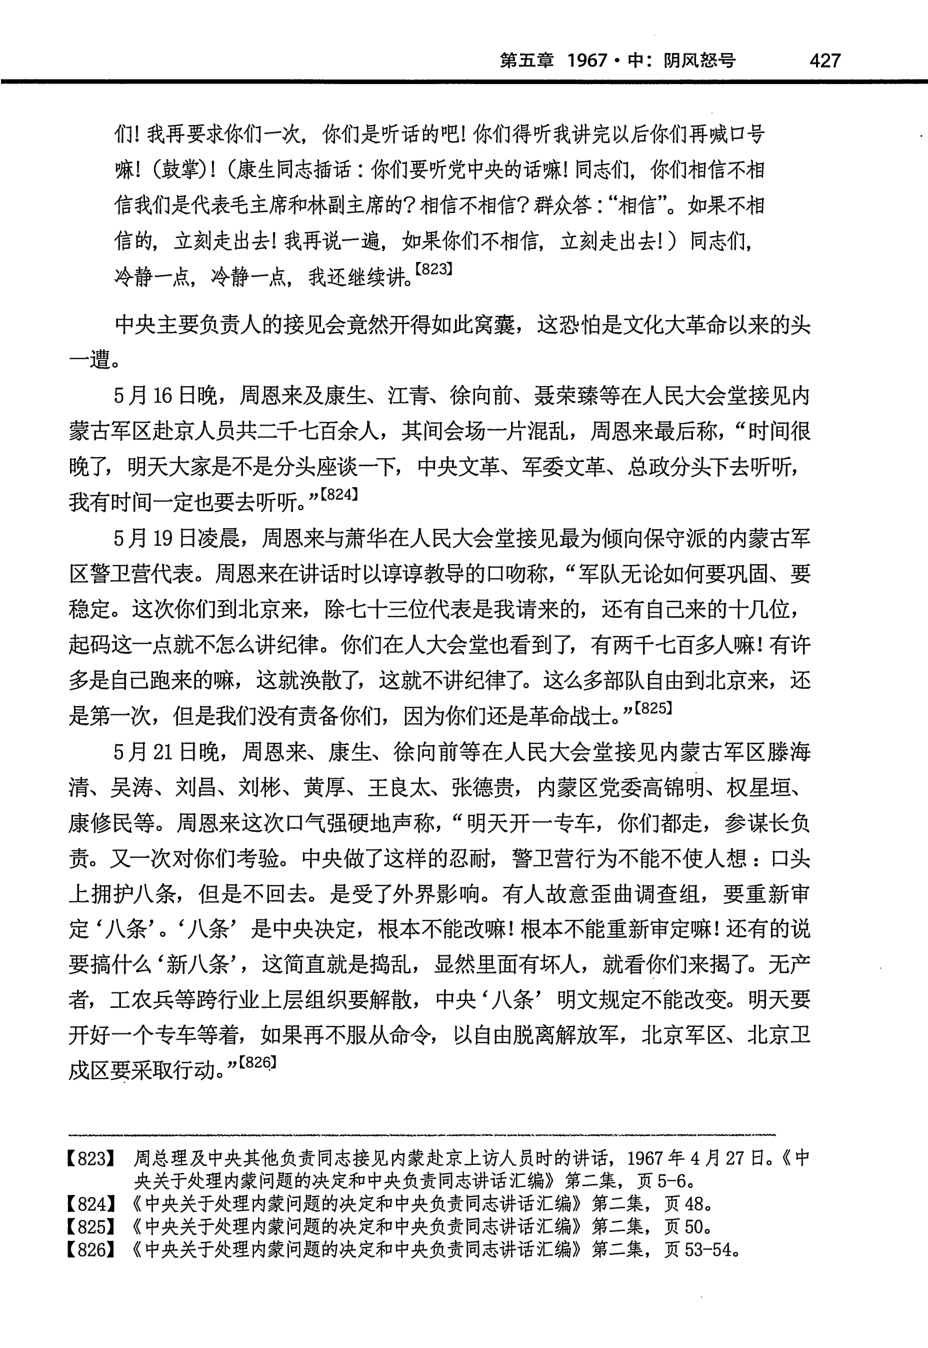 第五章 1967·中：阴风怒号 427
们！我再要求你们一次，你们是听话的吧！你们得听我讲完以后你们再喊口号
嘛！（鼓掌）！（康生同志插话：你们要听党中央的话嘛！同志们，你们相信不相
信我们是代表毛主席和林副主席的？相信不相信？群众答：“相信”。如果不相
信的，立刻走出去！我再说一遍，如果你们不相信，立刻走出去！）同志们，
冷静一点，冷静一点，我还继续讲。【823】
中央主要负责人的接见会竟然开得如此窝囊，这恐怕是文化大革命以来的头
一遭。
5月16日晚，周恩来及康生、江青、徐向前、聂荣臻等在人民大会堂接见内
蒙古军区赴京人员共二千七百余人，其间会场一片混乱，周恩来最后称，“时间很
晚了，明天大家是不是分头座谈一下，中央文革、军委文革、总政分头下去听听，
我有时间一定也要去听听。”【824】
5月19日凌晨，周恩来与萧华在人民大会堂接见最为倾向保守派的内蒙古军
区警卫营代表。周恩来在讲话时以谆谆教导的口吻称，“军队无论如何要巩固、要
稳定。这次你们到北京来，除七十三位代表是我请来的，还有自己来的十几位，
起码这一点就不怎么讲纪律。你们在人大会堂也看到了，有两千七百多人嘛！有许
多是自己跑来的嘛，这就涣散了，这就不讲纪律了。这么多部队自由到北京来，还
是第一次，但是我们没有责备你们，因为你们还是革命战士。”【825】
5月21日晚，周恩来、康生、徐向前等在人民大会堂接见内蒙古军区滕海
清、吴涛、刘昌、刘彬、黄厚、王良太、张德贵，内蒙区党委高锦明、权星垣、
康修民等。周恩来这次口气强硬地声称，“明天开一专车，你们都走，参谋长负
责。又一次对你们考验。中央做了这样的忍耐，警卫营行为不能不使人想：口头
上拥护八条，但是不回去。是受了外界影响。有人故意歪曲调查组，要重新审
定‘八条’。‘八条’是中央决定，根本不能改嘛！根本不能重新审定嘛！还有的说
要搞什么‘新八条’，这简直就是捣乱，显然里面有坏人，就看你们来揭了。无产
者，工农兵等跨行业上层组织要解散，中央‘八条’明文规定不能改变。明天要
开好一个专车等着，如果再不服从命令，以自由脱离解放军，北京军区、北京卫
戍区要采取行动。”【826】
【823】 周总理及中央其他负责同志接见内蒙赴京上访人员时的讲话，1967年4月27日。《中
央关于处理内蒙问题的决定和中央负责同志讲话汇编》第二集，页5-6。
【824】《中央关于处理内蒙问题的决定和中央负责同志讲话汇编》第二集，页48。
【825】《中央关于处理内蒙问题的决定和中央负责同志讲话汇编》第二集，页50。
【826】《中央关于处理内蒙问题的决定和中央负责同志讲话汇编》第二集，页53-54。